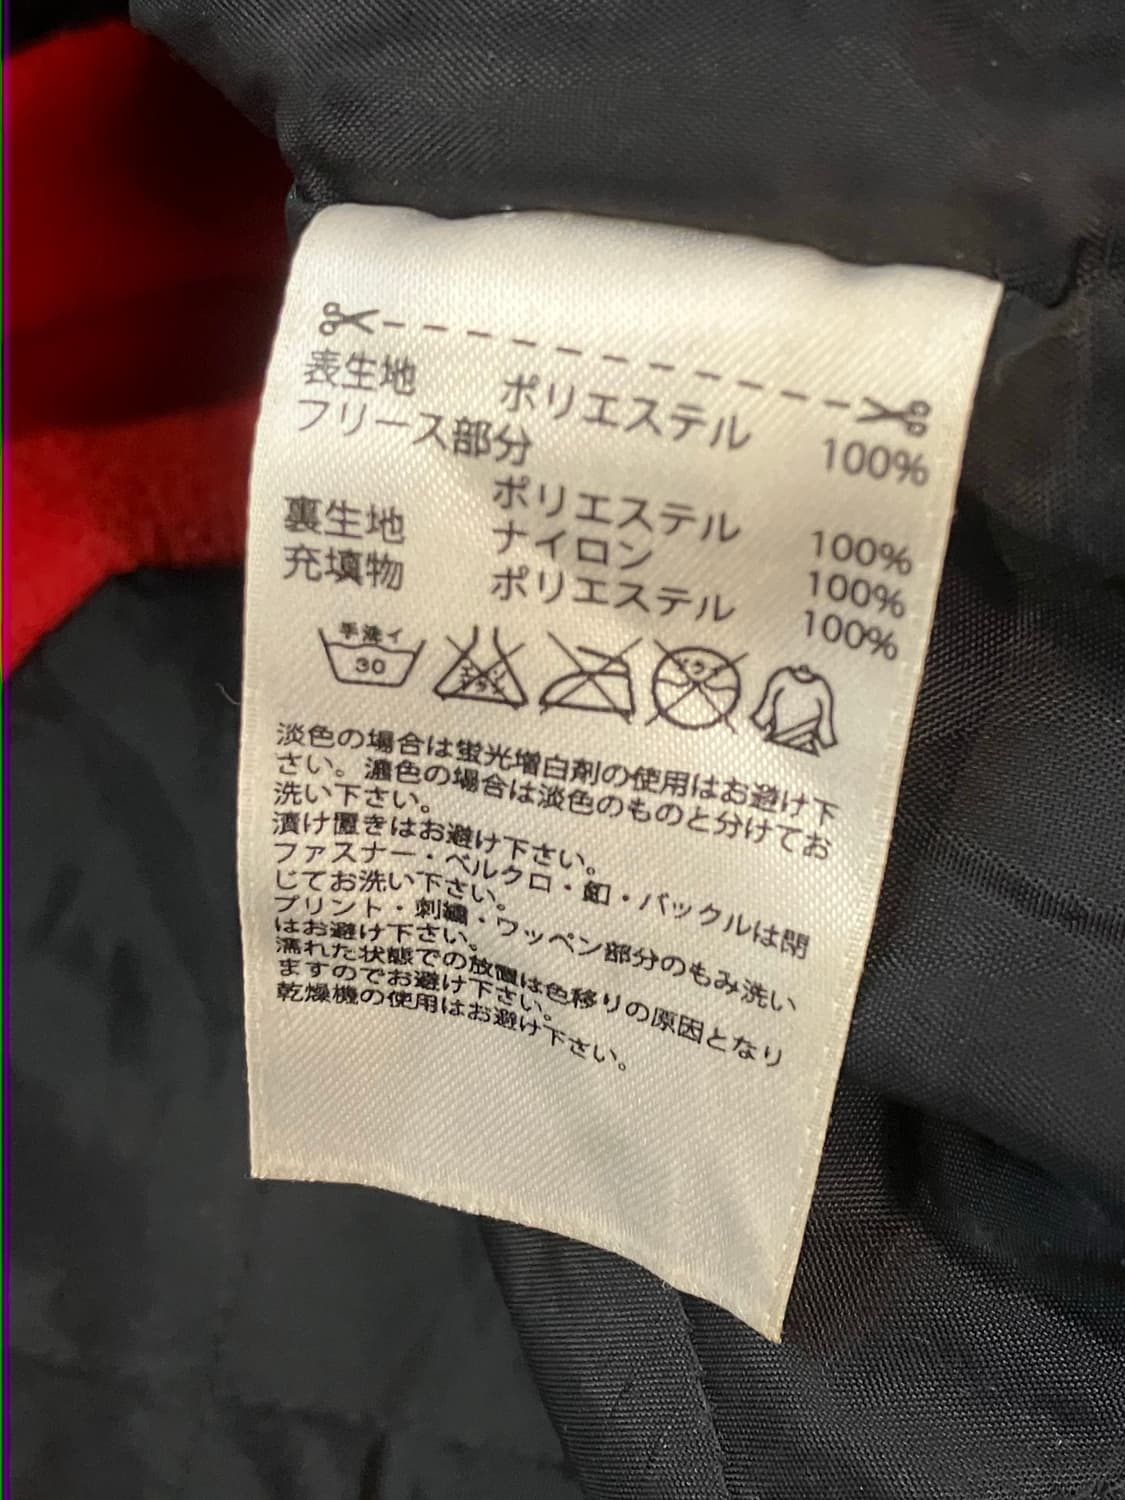 表生地 ポリエステル 100%
フリース部分
ポリエステル 100%
裏生地 ナイロン 100%
充填物 ポリエステル 100%
手洗イ
30
エンソサラシ
ドライ
淡色の場合は蛍光増白剤の使用はお避け下
さい。濃色の場合は淡色のものと分けてお
洗い下さい。
漬け置きはお避け下さい。
ファスナー・ベルクロ・釦・バックルは閉
じてお洗い下さい。
プリント・刺繍・ワッペン部分のもみ洗い
はお避け下さい。
濡れた状態での放置は色移りの原因となり
ますのでお避け下さい。
乾燥機の使用はお避け下さい。